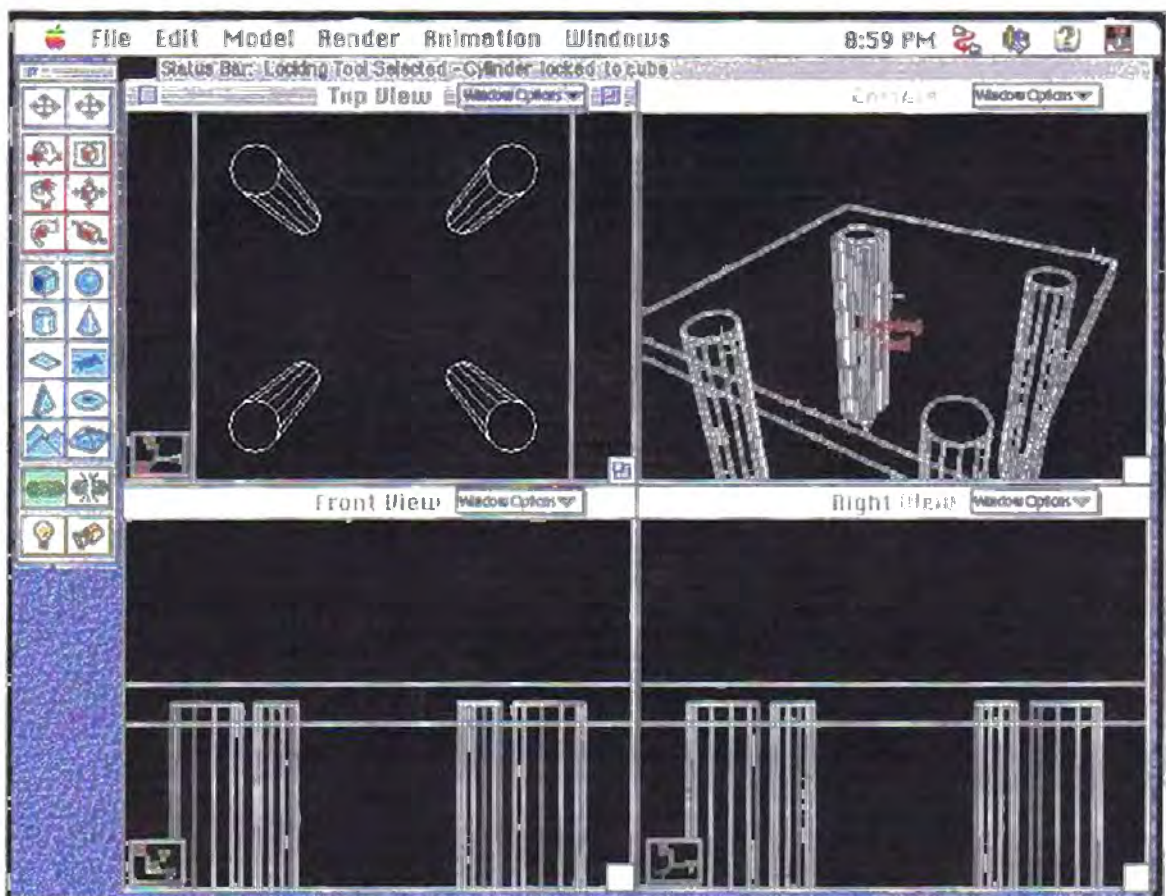 File Edit Model Render Animation Windows 8:59 PM
Status Bar: Locking Tool Selected - Cylinder locked to cube
Top View Window Options
Window Options
Front View Window Options
Right View Window Options